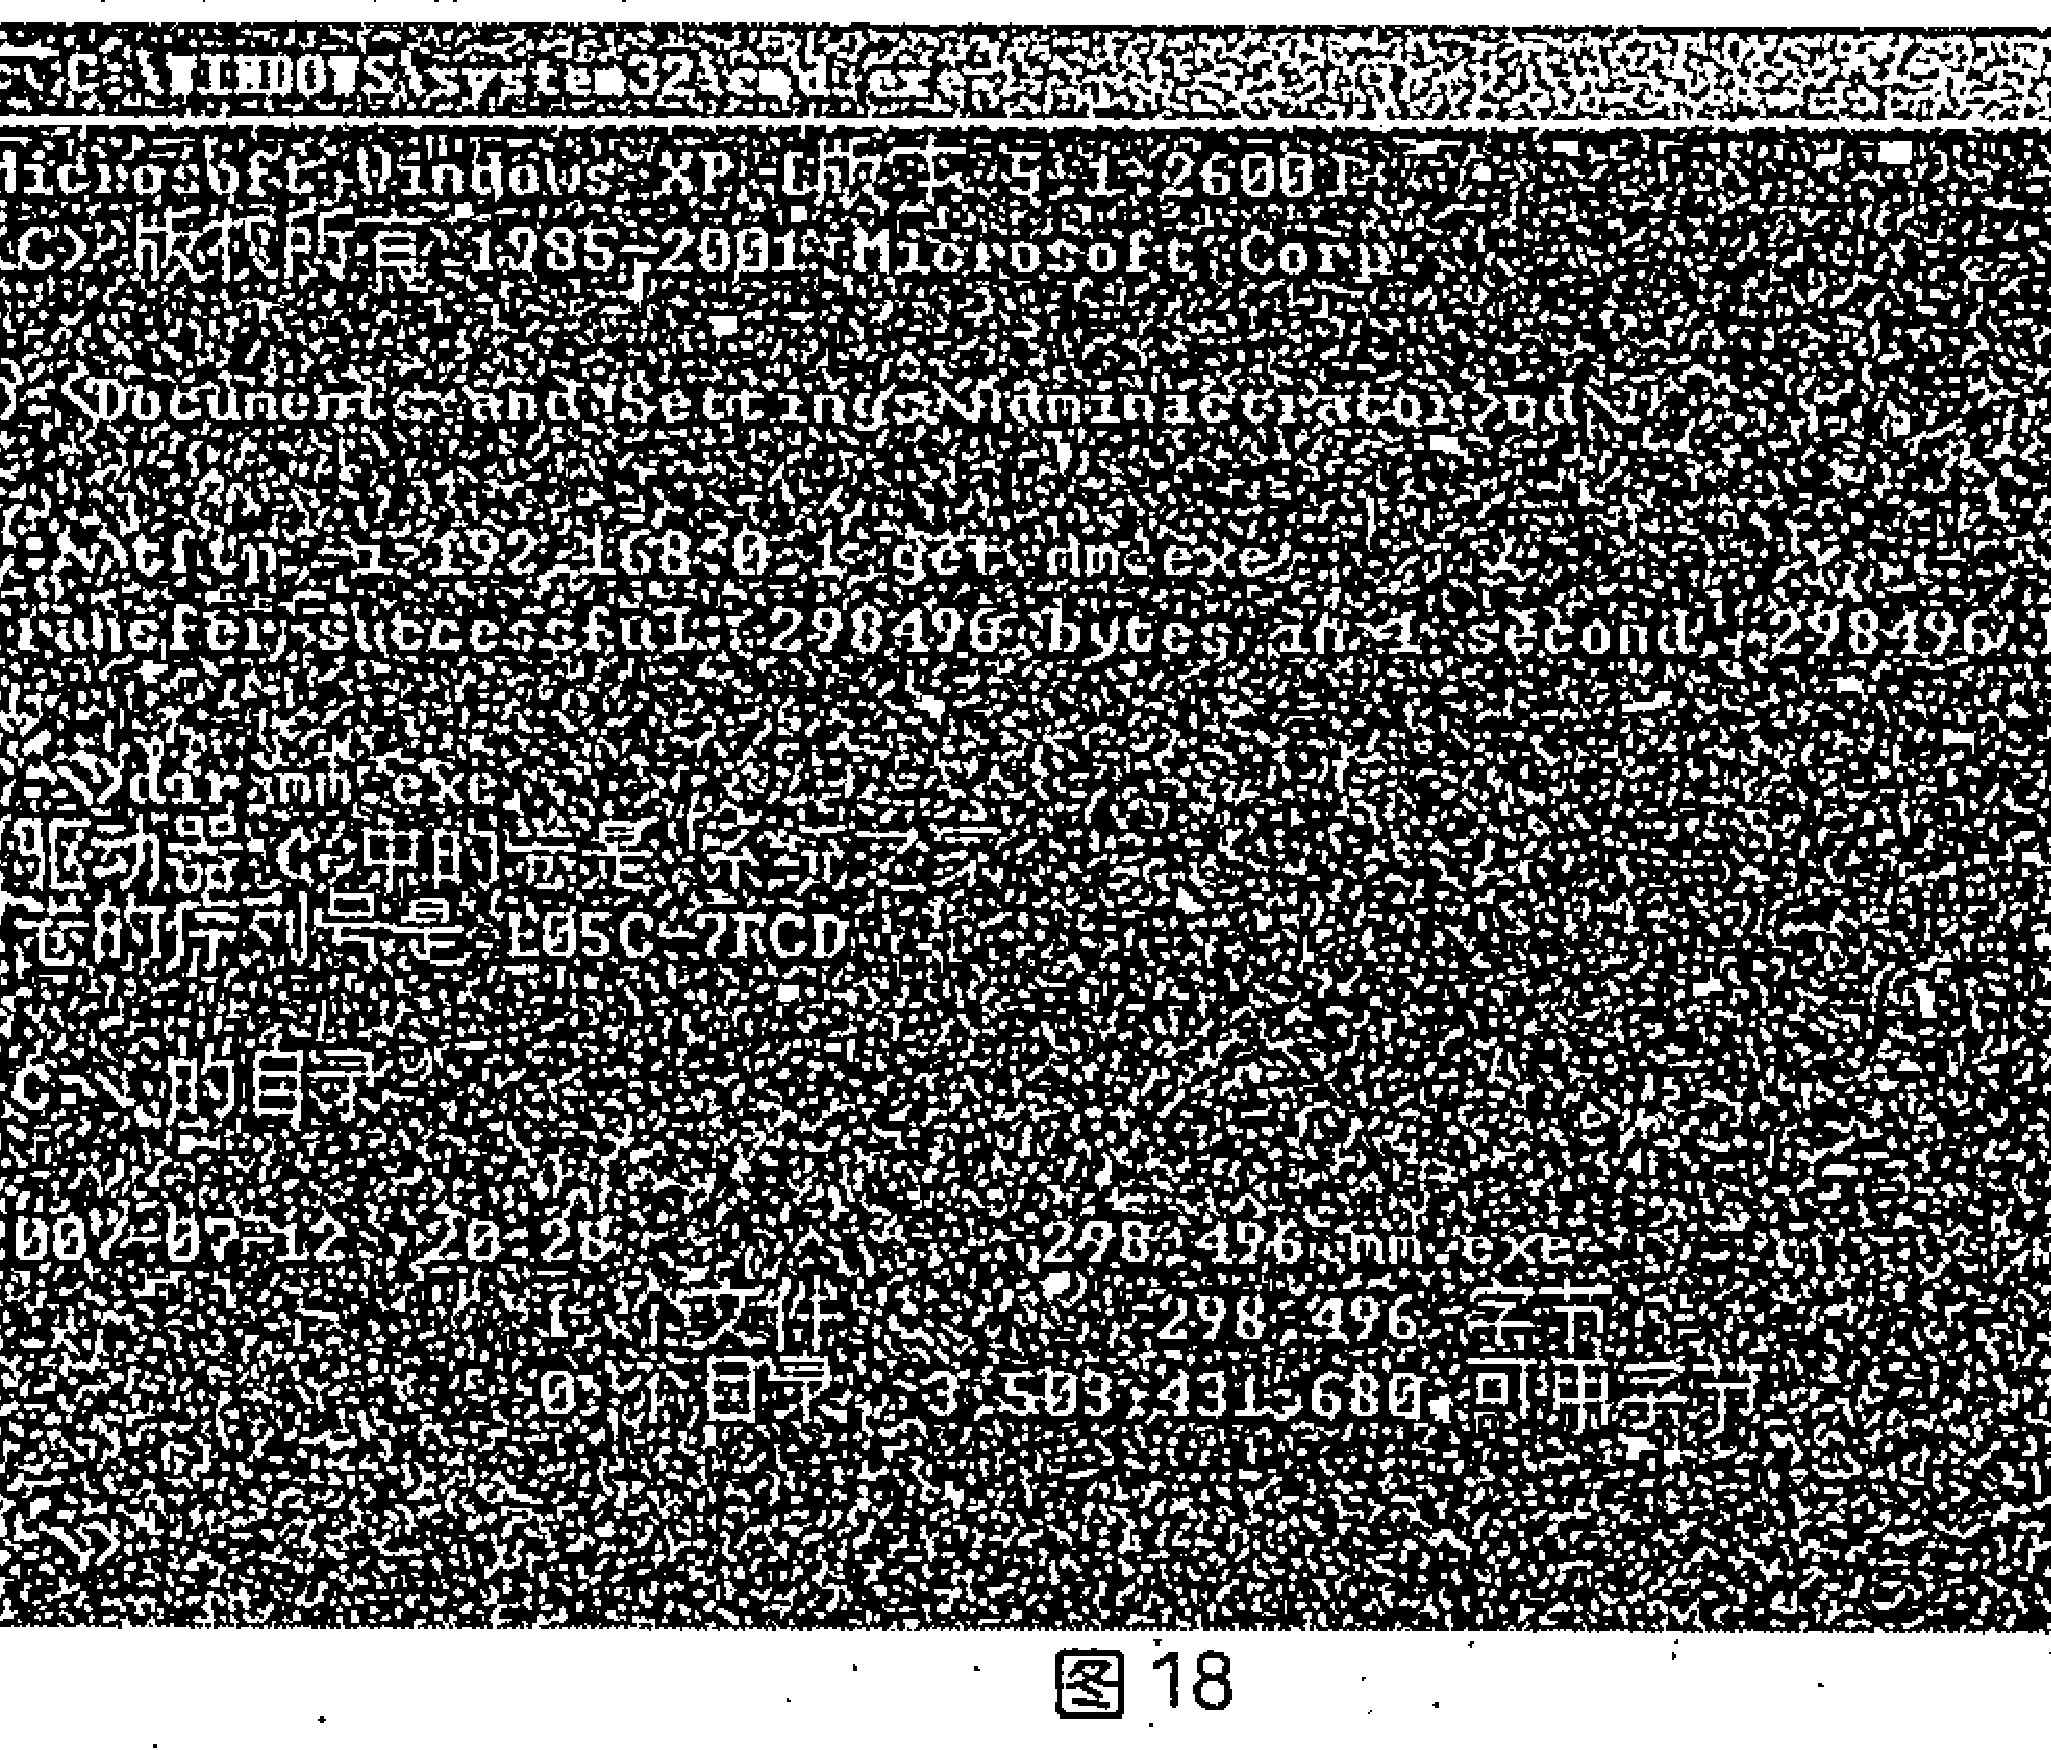 C:\WINDOWS\system32\cmd.exe
Microsoft Windows XP [版本 5.1.2600]
(C) 版权所有 1985-2001 Microsoft Corp.
C:\Documents and Settings\Administrator>cd\
C:\>tftp -i 192.168.0.1 get mm.exe
Transfer successful: 298496 bytes in 1 second, 298496
C:\>dir mm.exe
驱动器 C 中的卷是
卷的序列号是
C:\ 的目录
2007-07-12 20:28 298,496 mm.exe
1 个文件 298,496 字节
0 个目录 3,503,431,680 可用字节
C:\>
图 18